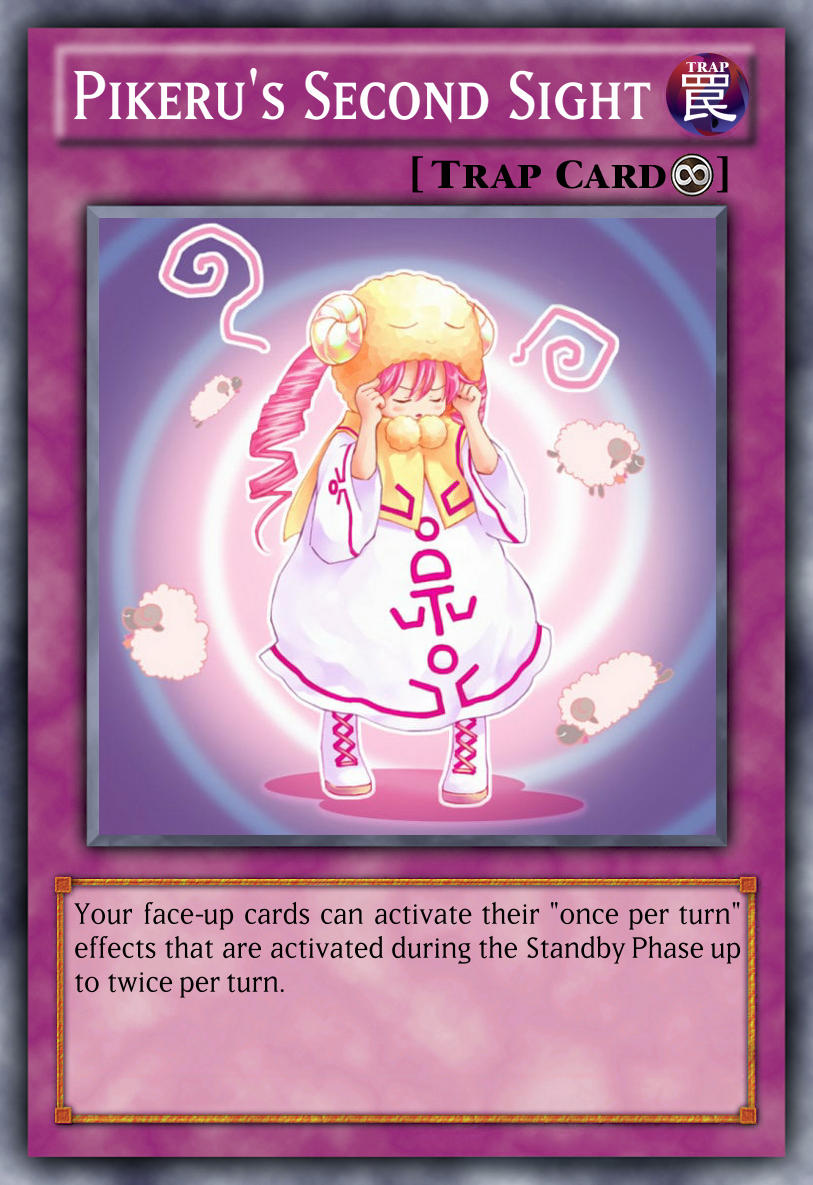 Pikeru's Second Sight
TRAP
罠
[Trap Card∞]
Your face-up cards can activate their "once per turn"
effects that are activated during the Standby Phase up
to twice per turn.